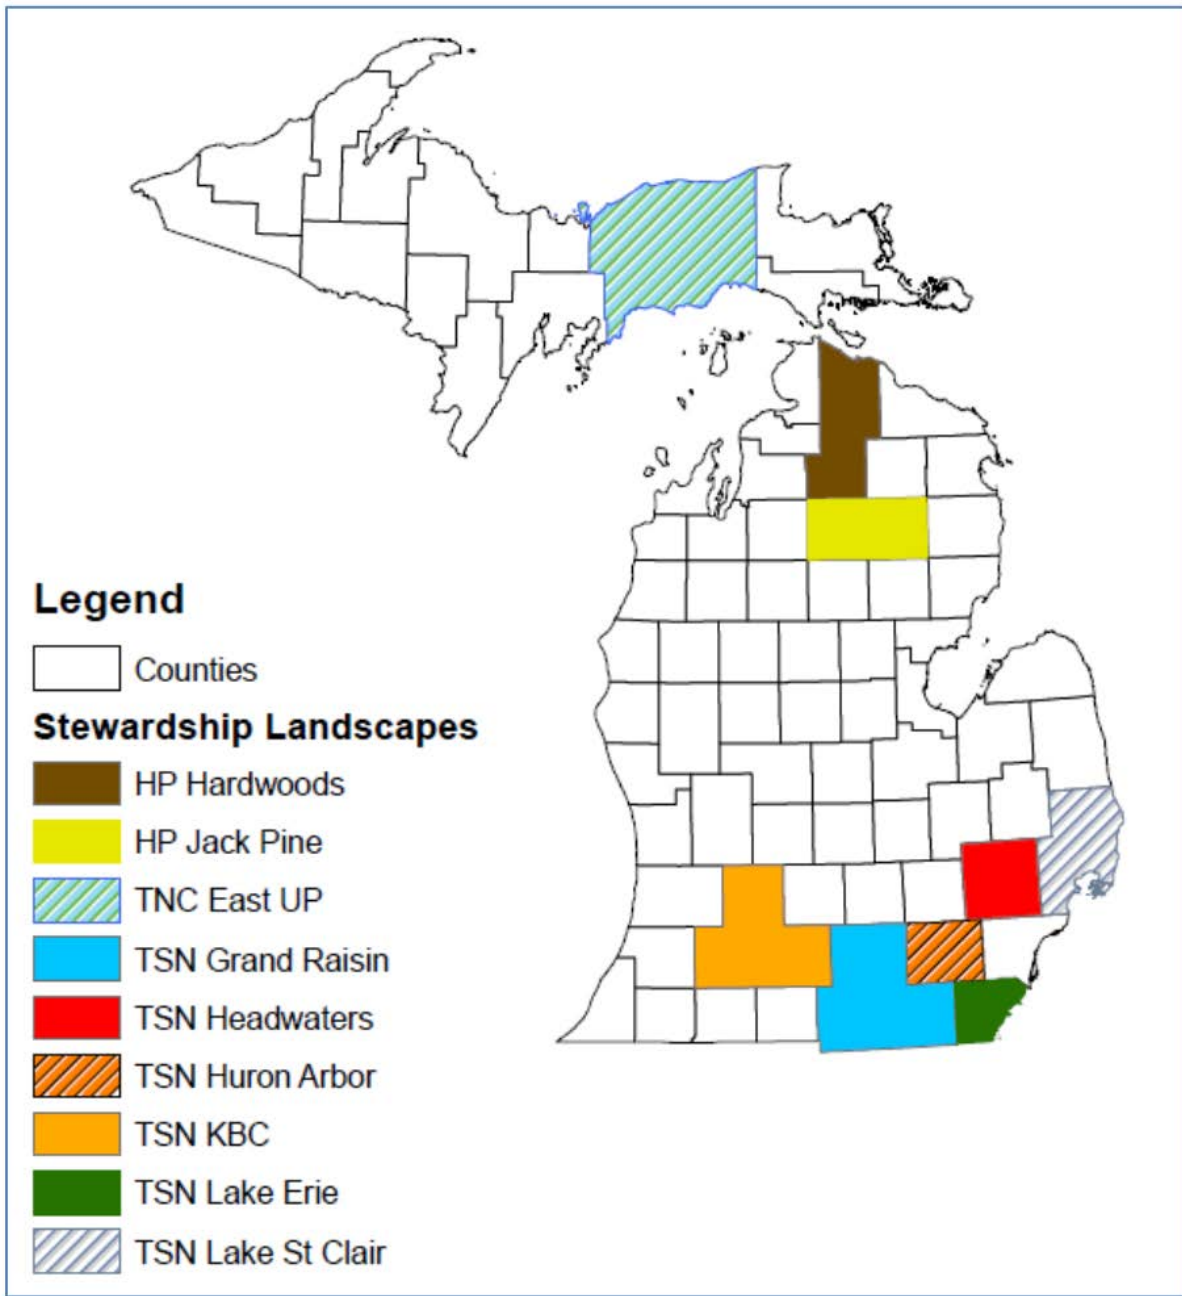 Legend
Counties
Stewardship Landscapes
HP Hardwoods
HP Jack Pine
TNC East UP
TSN Grand Raisin
TSN Headwaters
TSN Huron Arbor
TSN KBC
TSN Lake Erie
TSN Lake St Clair